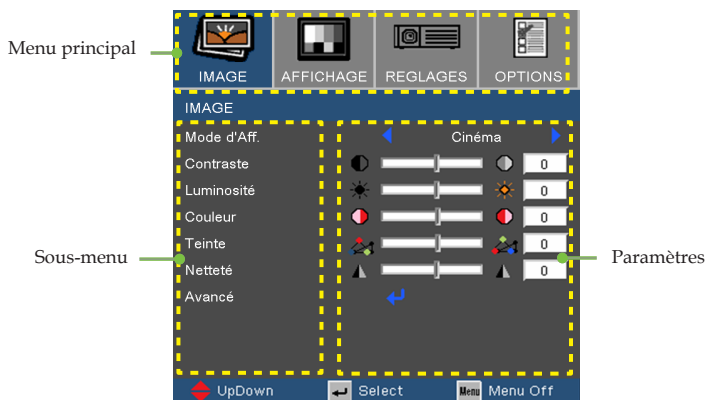 Menu principal
IMAGE AFFICHAGE REGLAGES OPTIONS
IMAGE
Mode d'Aff. Cinéma
Contraste 0
Luminosité 0
Couleur 0
Teinte 0
Sous-menu
Paramètres
Netteté 0
Avancé
UpDown Select Menu Menu Off